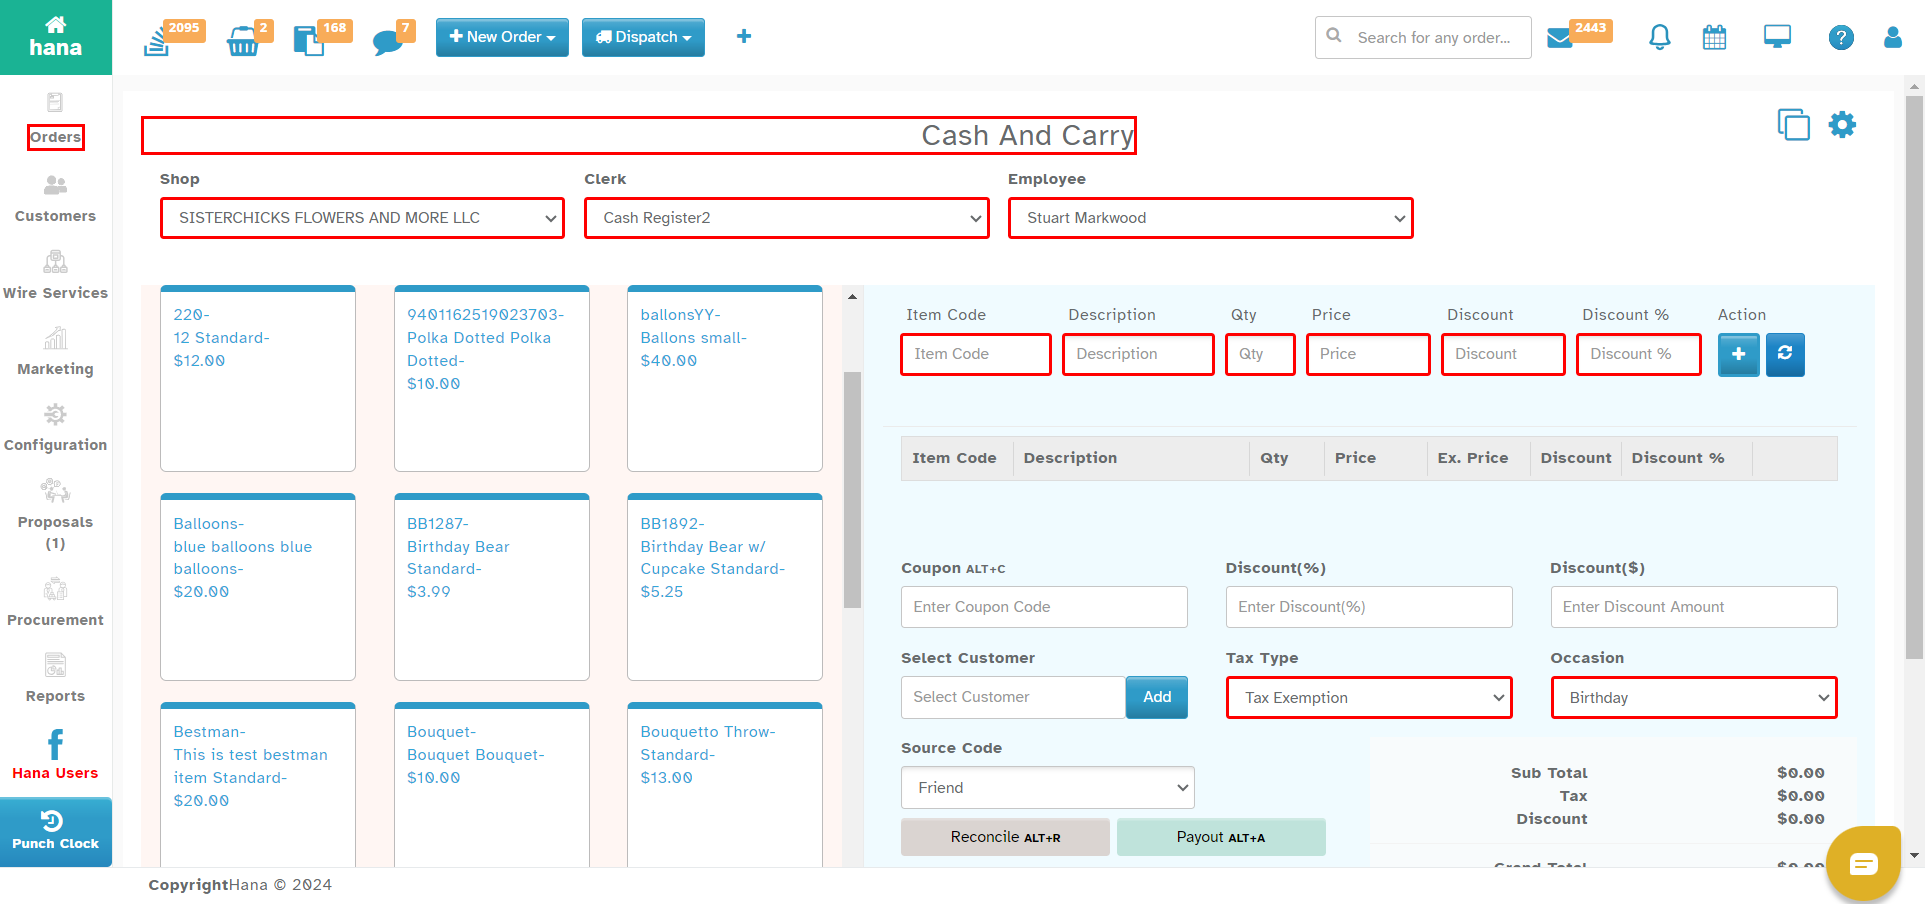 hana
2095
2
168
7
New Order
Dispatch
Search for any order...
2443
Orders
Customers
Wire Services
Marketing
Configuration
Proposals
(1)
Procurement
Reports
Hana Users
Punch Clock
Cash And Carry
Shop
Clerk
Employee
SISTERCHICKS FLOWERS AND MORE LLC
Cash Register2
Stuart Markwood
220-
12 Standard-
$12.00
9401162519023703-
Polka Dotted Polka
Dotted-
$10.00
ballonsYY-
Ballons small-
$40.00
Balloons-
blue balloons blue
balloons-
$20.00
BB1287-
Birthday Bear
Standard-
$3.99
BB1892-
Birthday Bear w/
Cupcake Standard-
$5.25
Bestman-
This is test bestman
item Standard-
$20.00
Bouquet-
Bouquet Bouquet-
$10.00
Bouquetto Throw-
Standard-
$13.00
Item Code Description Qty Price Discount Discount % Action
Item Code Description Qty Price Discount Discount %
Item Code Description Qty Price Ex. Price Discount Discount %
Coupon ALT+C
Discount(%)
Discount($)
Enter Coupon Code
Enter Discount(%)
Enter Discount Amount
Select Customer
Tax Type
Occasion
Select Customer
Add
Tax Exemption
Birthday
Source Code
Friend
Reconcile ALT+R
Payout ALT+A
Sub Total $0.00
Tax $0.00
Discount $0.00
Grand Total $0.00
CopyrightHana © 2024